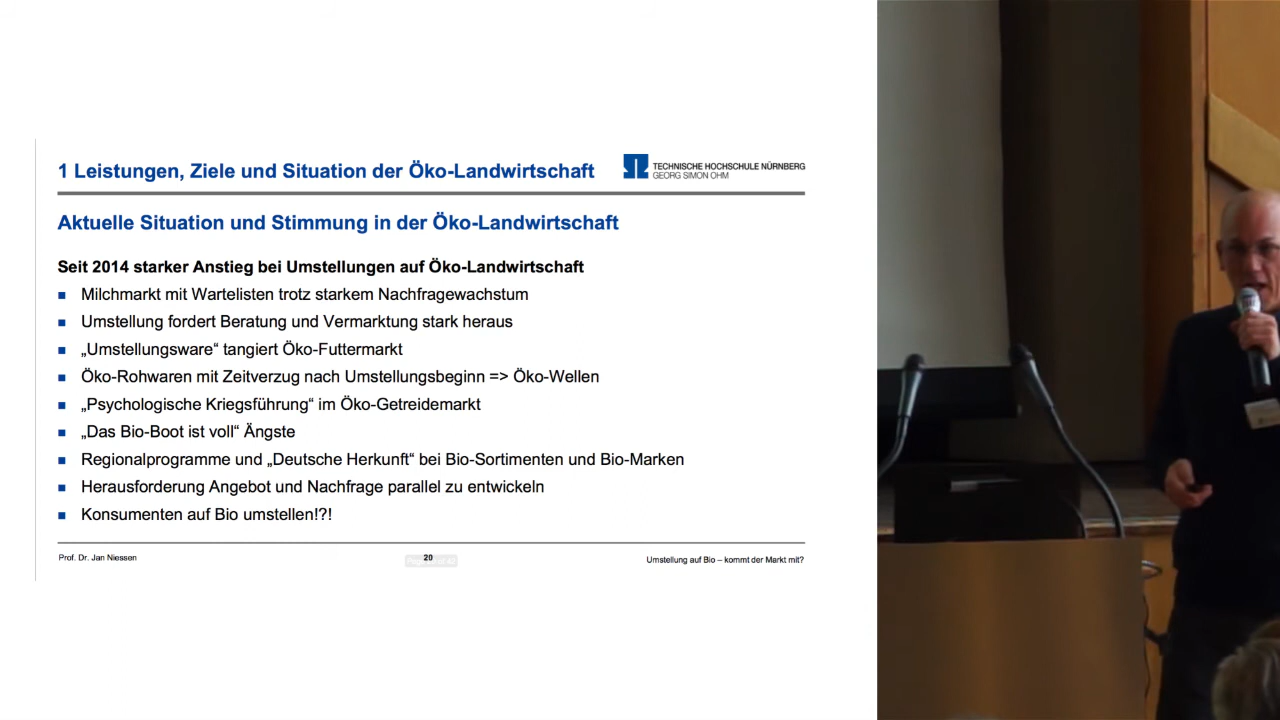 1 Leistungen, Ziele und Situation der Öko-Landwirtschaft
TECHNISCHE HOCHSCHULE NÜRNBERG
GEORG SIMON OHM
Aktuelle Situation und Stimmung in der Öko-Landwirtschaft
Seit 2014 starker Anstieg bei Umstellungen auf Öko-Landwirtschaft
Milchmarkt mit Wartelisten trotz starkem Nachfragewachstum
Umstellung fordert Beratung und Vermarktung stark heraus
„Umstellungsware“ tangiert Öko-Futtermarkt
Öko-Rohwaren mit Zeitverzug nach Umstellungsbeginn => Öko-Wellen
„Psychologische Kriegsführung“ im Öko-Getreidemarkt
„Das Bio-Boot ist voll“ Ängste
Regionalprogramme und „Deutsche Herkunft“ bei Bio-Sortimenten und Bio-Marken
Herausforderung Angebot und Nachfrage parallel zu entwickeln
Konsumenten auf Bio umstellen!?!
Prof. Dr. Jan Niessen
20
Umstellung auf Bio – kommt der Markt mit?